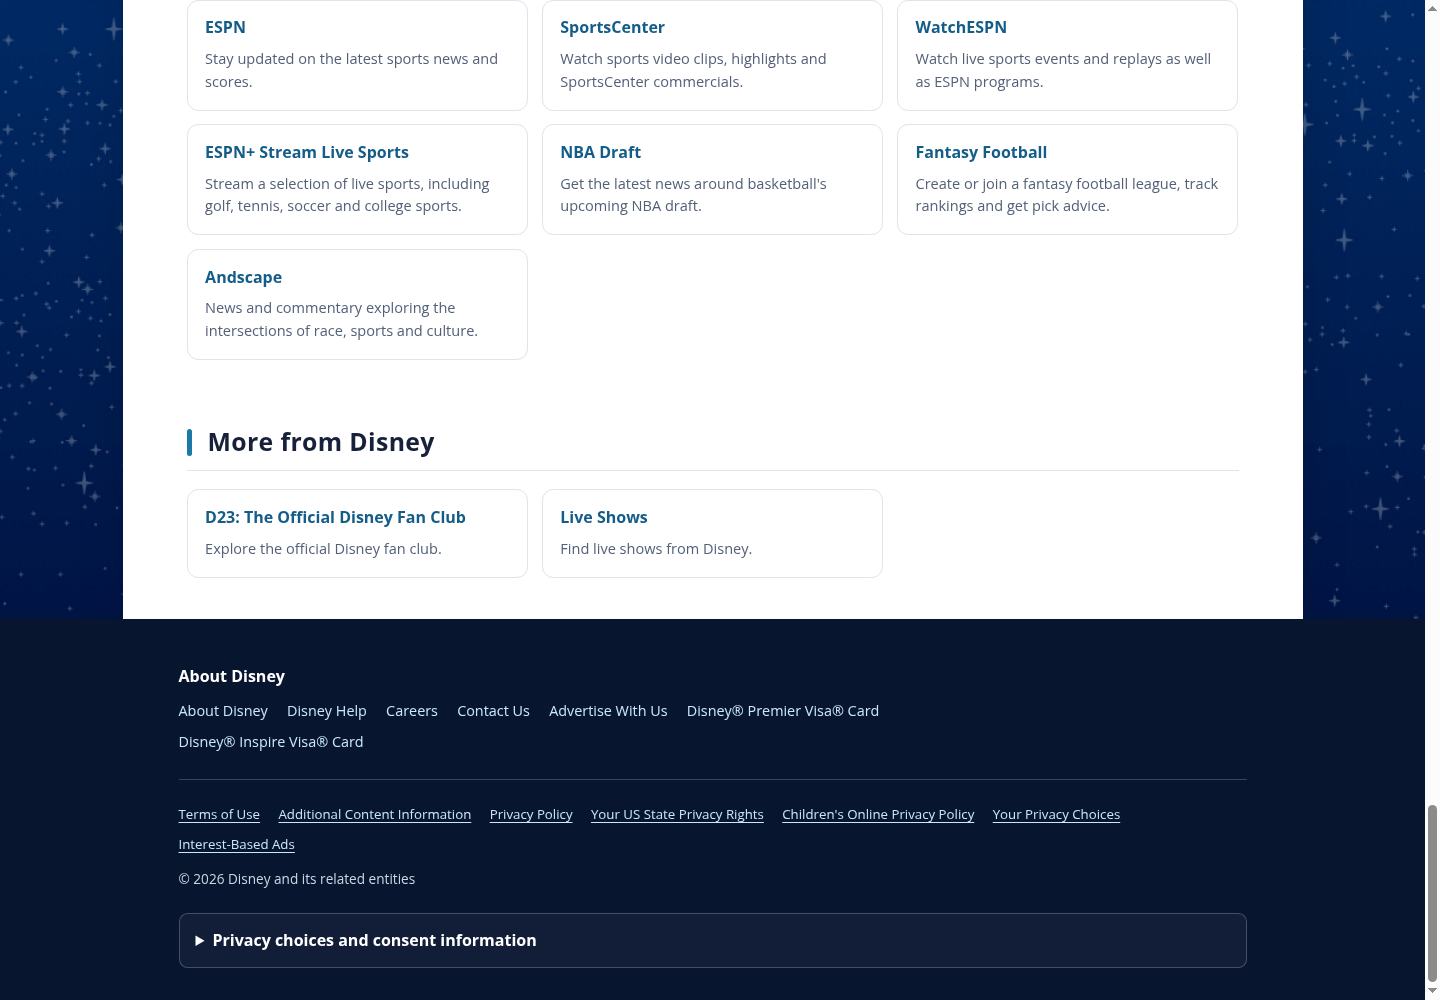 ESPN
Stay updated on the latest sports news and
scores.
SportsCenter
Watch sports video clips, highlights and
SportsCenter commercials.
WatchESPN
Watch live sports events and replays as well
as ESPN programs.
ESPN+ Stream Live Sports
Stream a selection of live sports, including
golf, tennis, soccer and college sports.
NBA Draft
Get the latest news around basketball's
upcoming NBA draft.
Fantasy Football
Create or join a fantasy football league, track
rankings and get pick advice.
Andscape
News and commentary exploring the
intersections of race, sports and culture.
More from Disney
D23: The Official Disney Fan Club
Explore the official Disney fan club.
Live Shows
Find live shows from Disney.
About Disney
About Disney Disney Help Careers Contact Us Advertise With Us Disney® Premier Visa® Card
Disney® Inspire Visa® Card
Terms of Use Additional Content Information Privacy Policy Your US State Privacy Rights Children's Online Privacy Policy Your Privacy Choices
Interest-Based Ads
© 2026 Disney and its related entities
Privacy choices and consent information